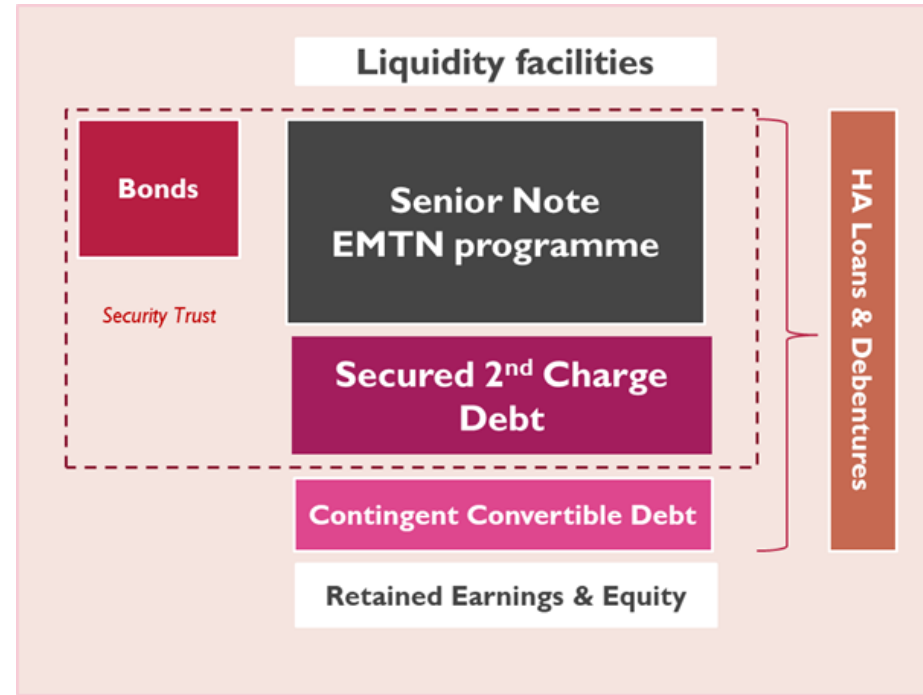 Liquidity facilities
Bonds
Security Trust
Senior Note
EMTN programme
Secured 2nd Charge
Debt
Contingent Convertible Debt
Retained Earnings & Equity
HA Loans & Debentures